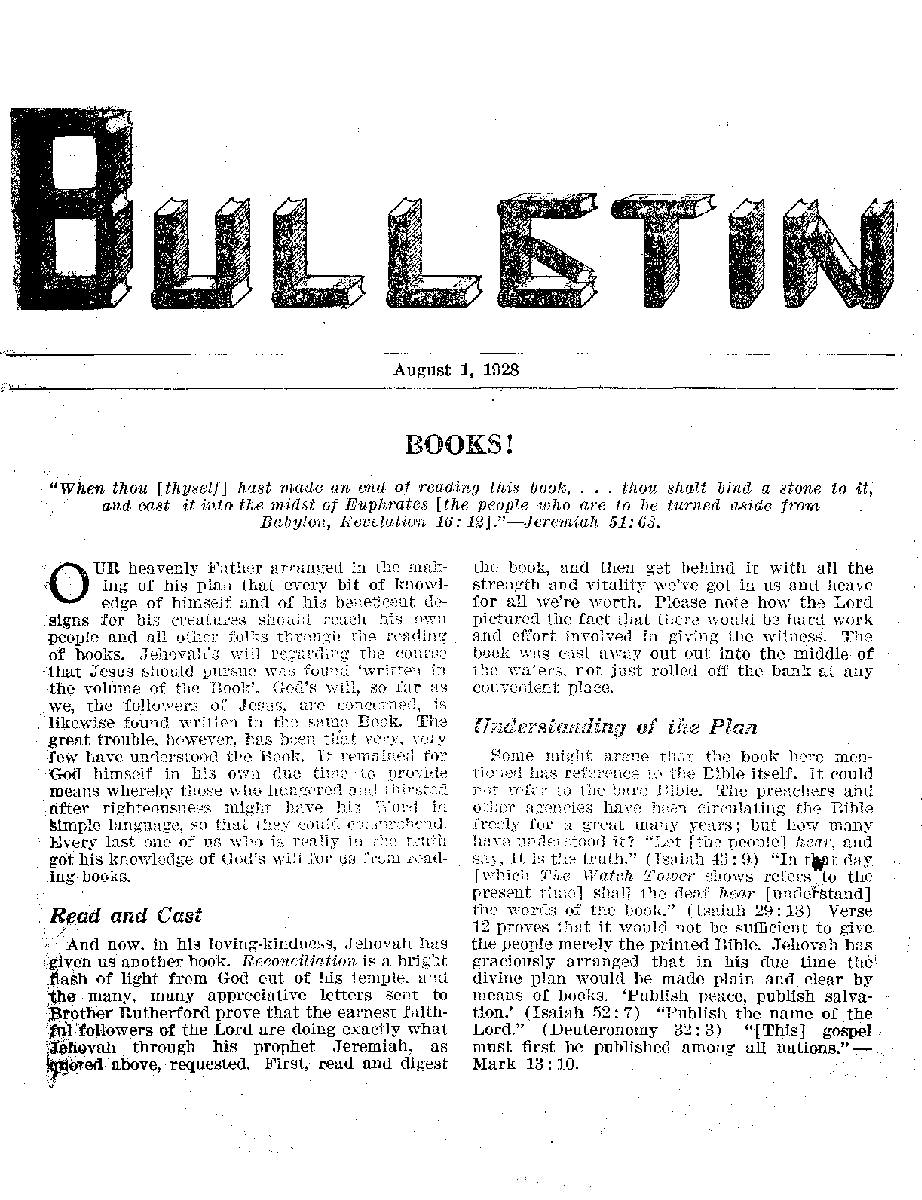 BULLETIN
August 1, 1928
BOOKS!
"When thou [thyself] hast made an end of reading this book, . . . thou shalt bind a stone to it,
and cast it into the midst of Euphrates [the people who are to be turned aside from
Babylon, Revelation 16:12]."—Jeremiah 51:63.
OUR heavenly Father arranged in the mak-
ing of his plan that every bit of knowl-
edge of himself and of his beneficent de-
signs for his creatures should reach his own
people and all other folks through the reading
of books. Jehovah's will regarding the course
that Jesus should pursue was found 'written in
the volume of the Book'. God's will, so far as
we, the followers of Jesus, are concerned, is
likewise found written in the same Book. The
great trouble, however, has been that very, very
few have understood the Book. It remained for
God himself in his own due time to provide
means whereby those who hungered and thirsted
after righteousness might have his Word in
simple language, so that they could comprehend.
Every last one of us who is really in the truth
got his knowledge of God's will for us from read-
ing books.
Read and Cast
And now, in his loving-kindness, Jehovah has
given us another book. Reconciliation is a bright
flash of light from God out of his temple, and
the many, many appreciative letters sent to
Brother Rutherford prove that the earnest faith-
ful followers of the Lord are doing exactly what
Jehovah through his prophet Jeremiah, as
quoted above, requested. First, read and digest
the book, and then get behind it with all the
strength and vitality we've got in us and heave
for all we're worth. Please note how the Lord
pictured the fact that there would be hard work
and effort involved in giving the witness. The
book was cast away out out into the middle of
the waters, not just rolled off the bank at any
convenient place.
Understanding of the Plan
Some might argue that the book here men-
tioned has reference to the Bible itself. It could
not refer to the bare Bible. The preachers and
other agencies have been circulating the Bible
freely for a great many years; but how many
have understood it? "Let [the people] hear, and
say, It is the truth." (Isaiah 43:9) "In that day
[which The Watch Tower shows refers to the
present time] shall the deaf hear [understand]
the words of the book." (Isaiah 29:18) Verse
12 proves that it would not be sufficient to give
the people merely the printed Bible. Jehovah has
graciously arranged that in his due time the
divine plan would be made plain and clear by
means of books. 'Publish peace, publish salva-
tion.' (Isaiah 52:7) "Publish the name of the
Lord." (Deuteronomy 32:3) "[This] gospel
must first be published among all nations."—
Mark 13:10.